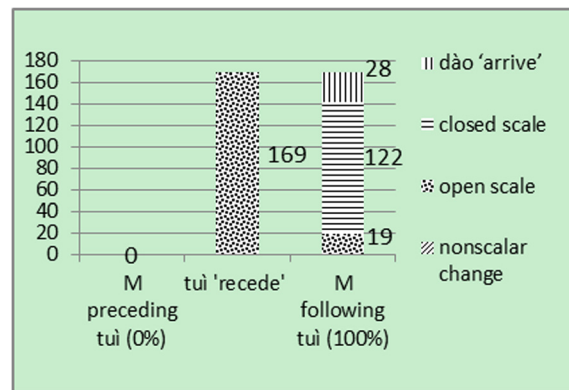 180
160
140
120
100
80
60
40
20
0
0
169
28
122
19
M
preceding
tuì (0%)
tuì 'recede'
M
following
tuì (100%)
dào ‘arrive’
closed scale
open scale
nonscalar
change